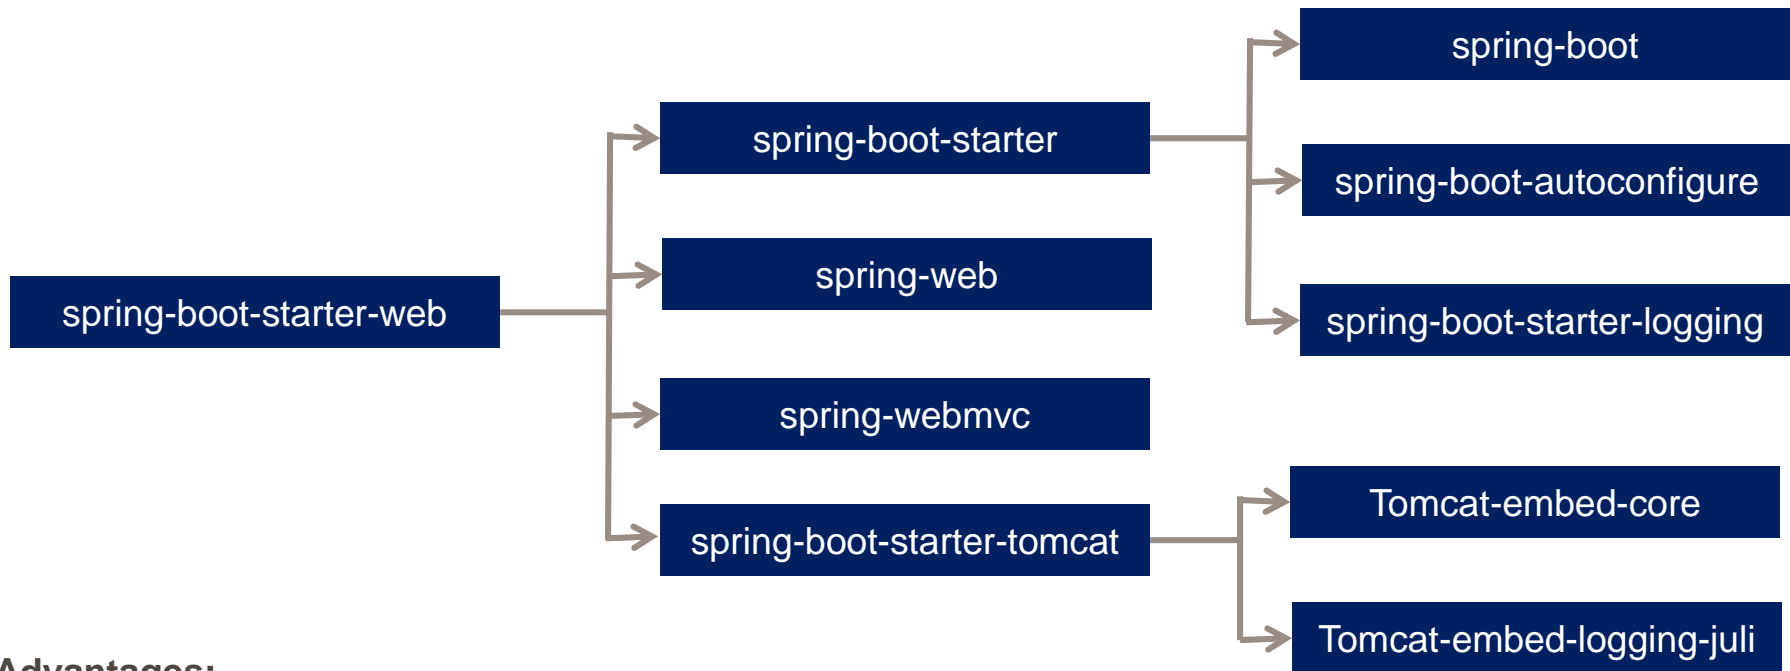 spring-boot
spring-boot-starter
spring-boot-autoconfigure
spring-web
spring-boot-starter-web
spring-boot-starter-logging
spring-webmvc
Tomcat-embed-core
spring-boot-starter-tomcat
Tomcat-embed-logging-juli
Advantages: